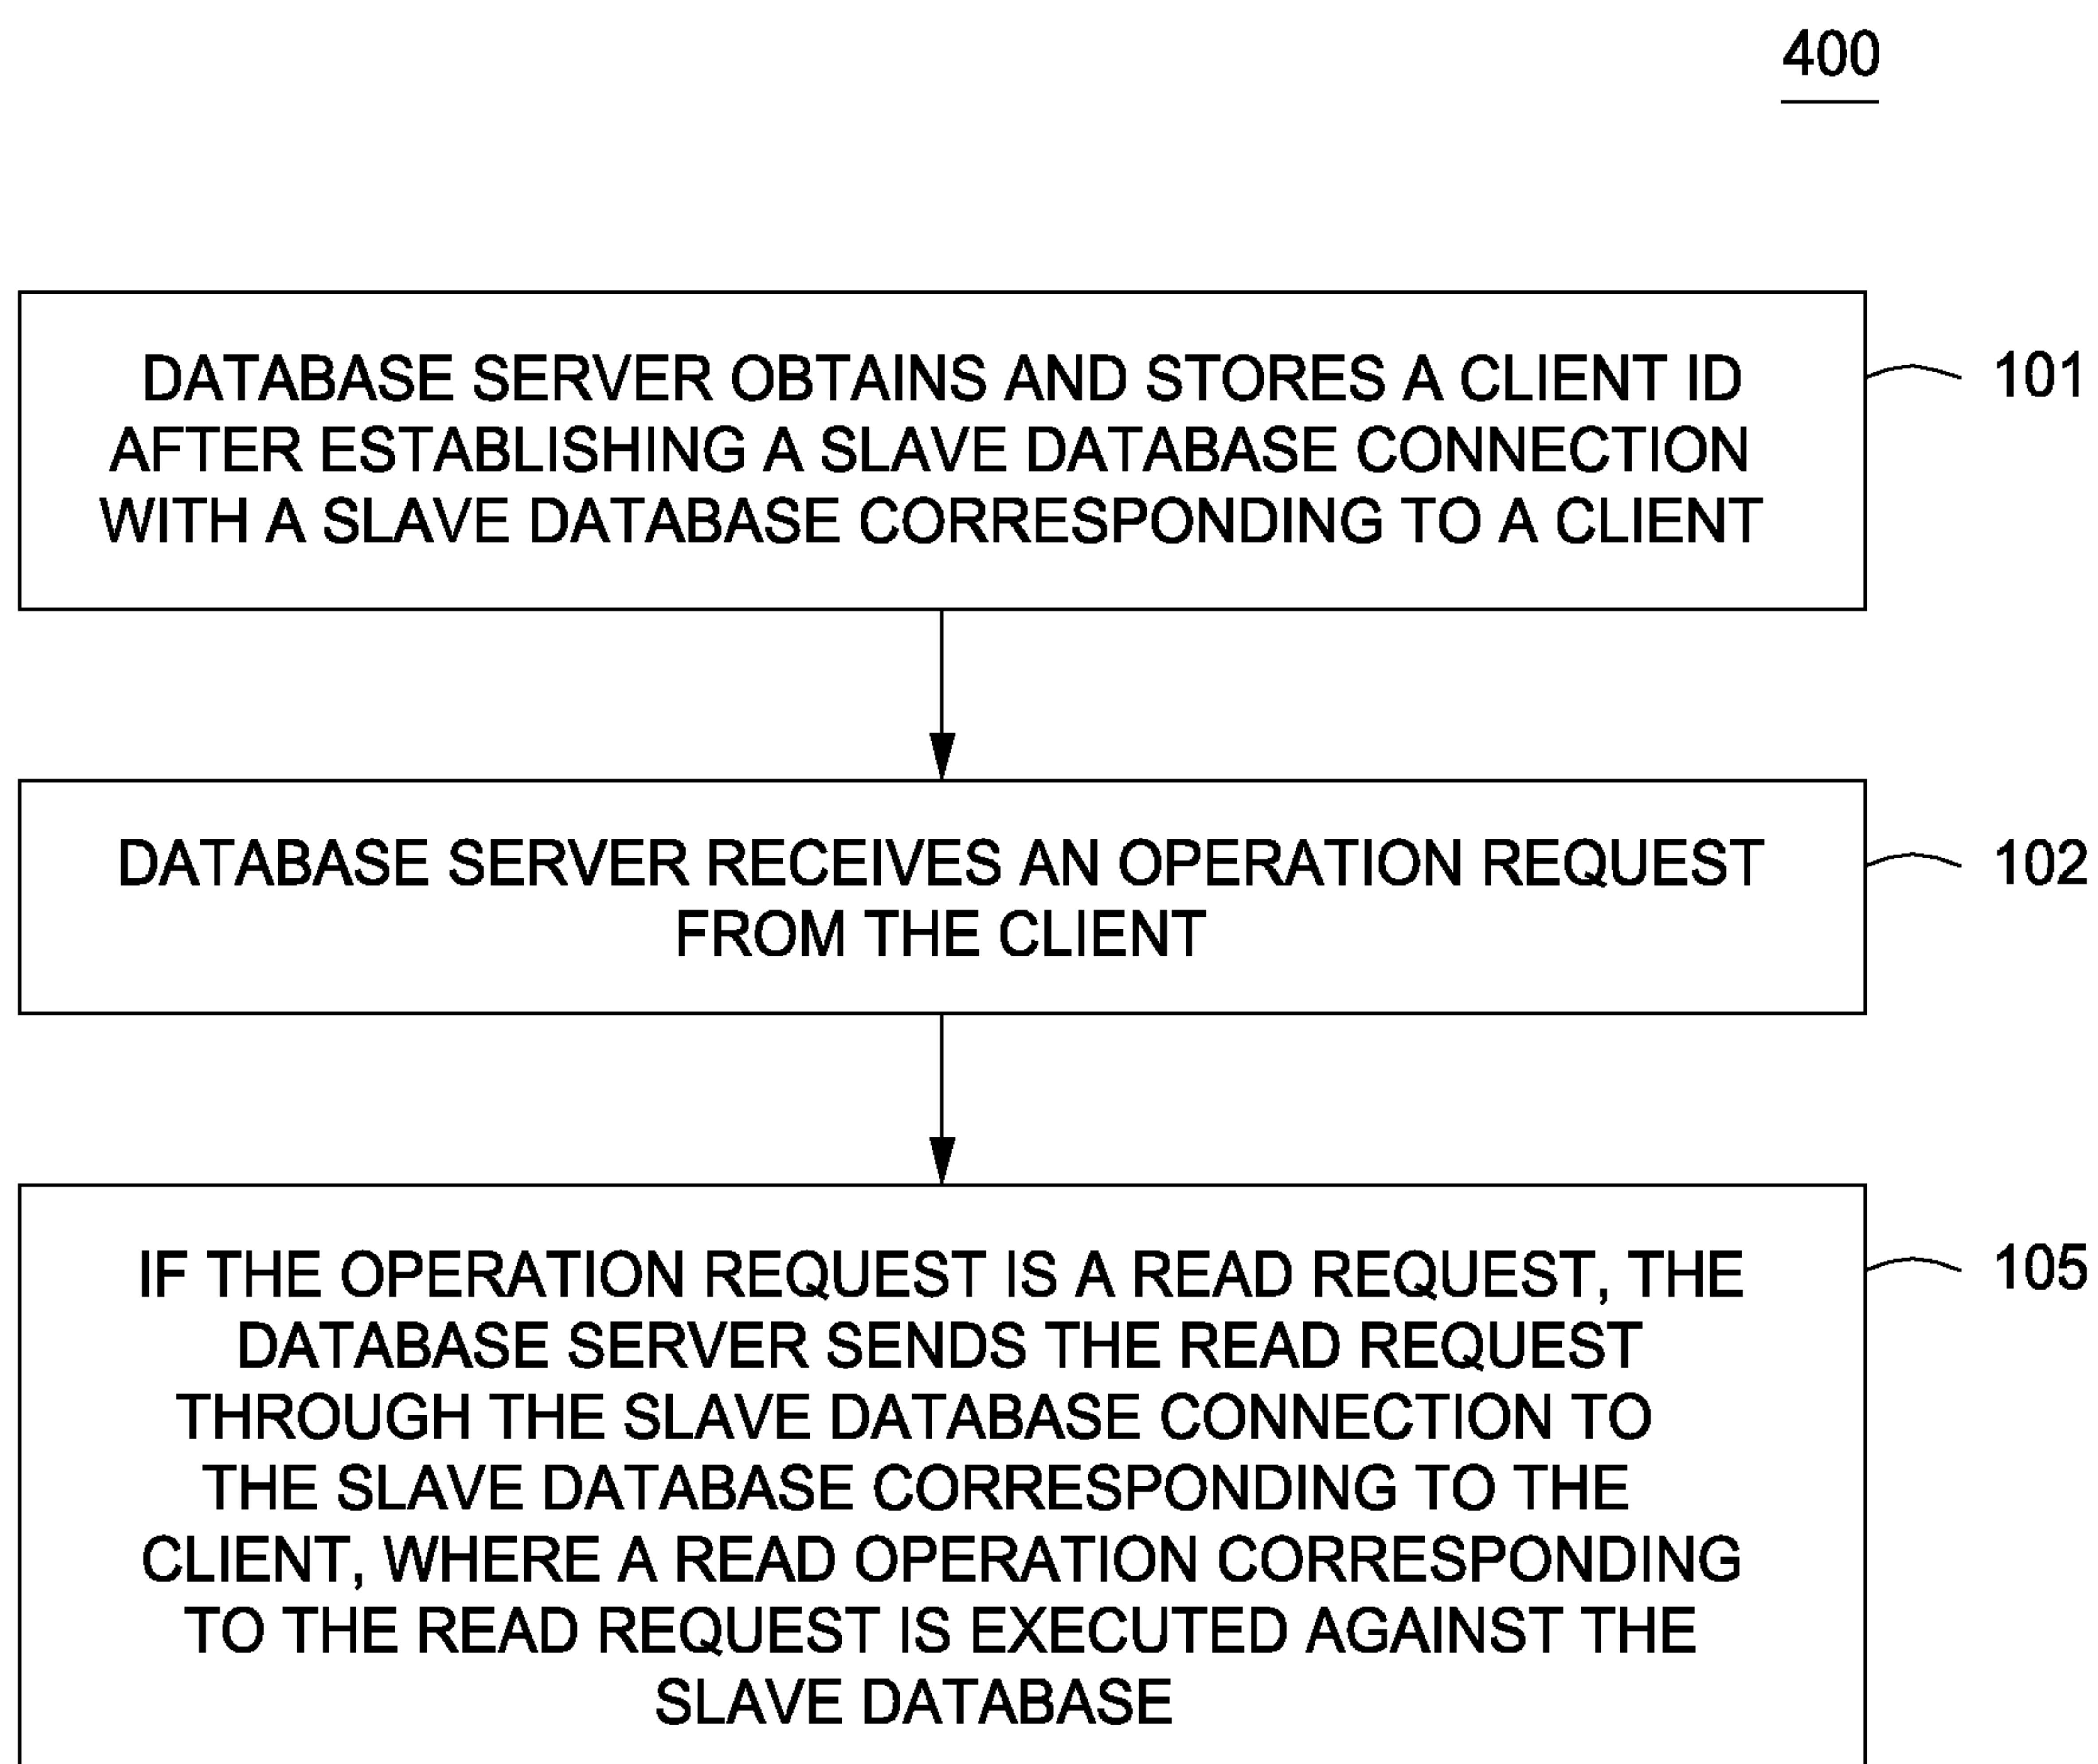 400
DATABASE SERVER OBTAINS AND STORES A CLIENT ID
AFTER ESTABLISHING A SLAVE DATABASE CONNECTION
WITH A SLAVE DATABASE CORRESPONDING TO A CLIENT
101
DATABASE SERVER RECEIVES AN OPERATION REQUEST
FROM THE CLIENT
102
IF THE OPERATION REQUEST IS A READ REQUEST, THE
DATABASE SERVER SENDS THE READ REQUEST
THROUGH THE SLAVE DATABASE CONNECTION TO
THE SLAVE DATABASE CORRESPONDING TO THE
CLIENT, WHERE A READ OPERATION CORRESPONDING
TO THE READ REQUEST IS EXECUTED AGAINST THE
SLAVE DATABASE
105